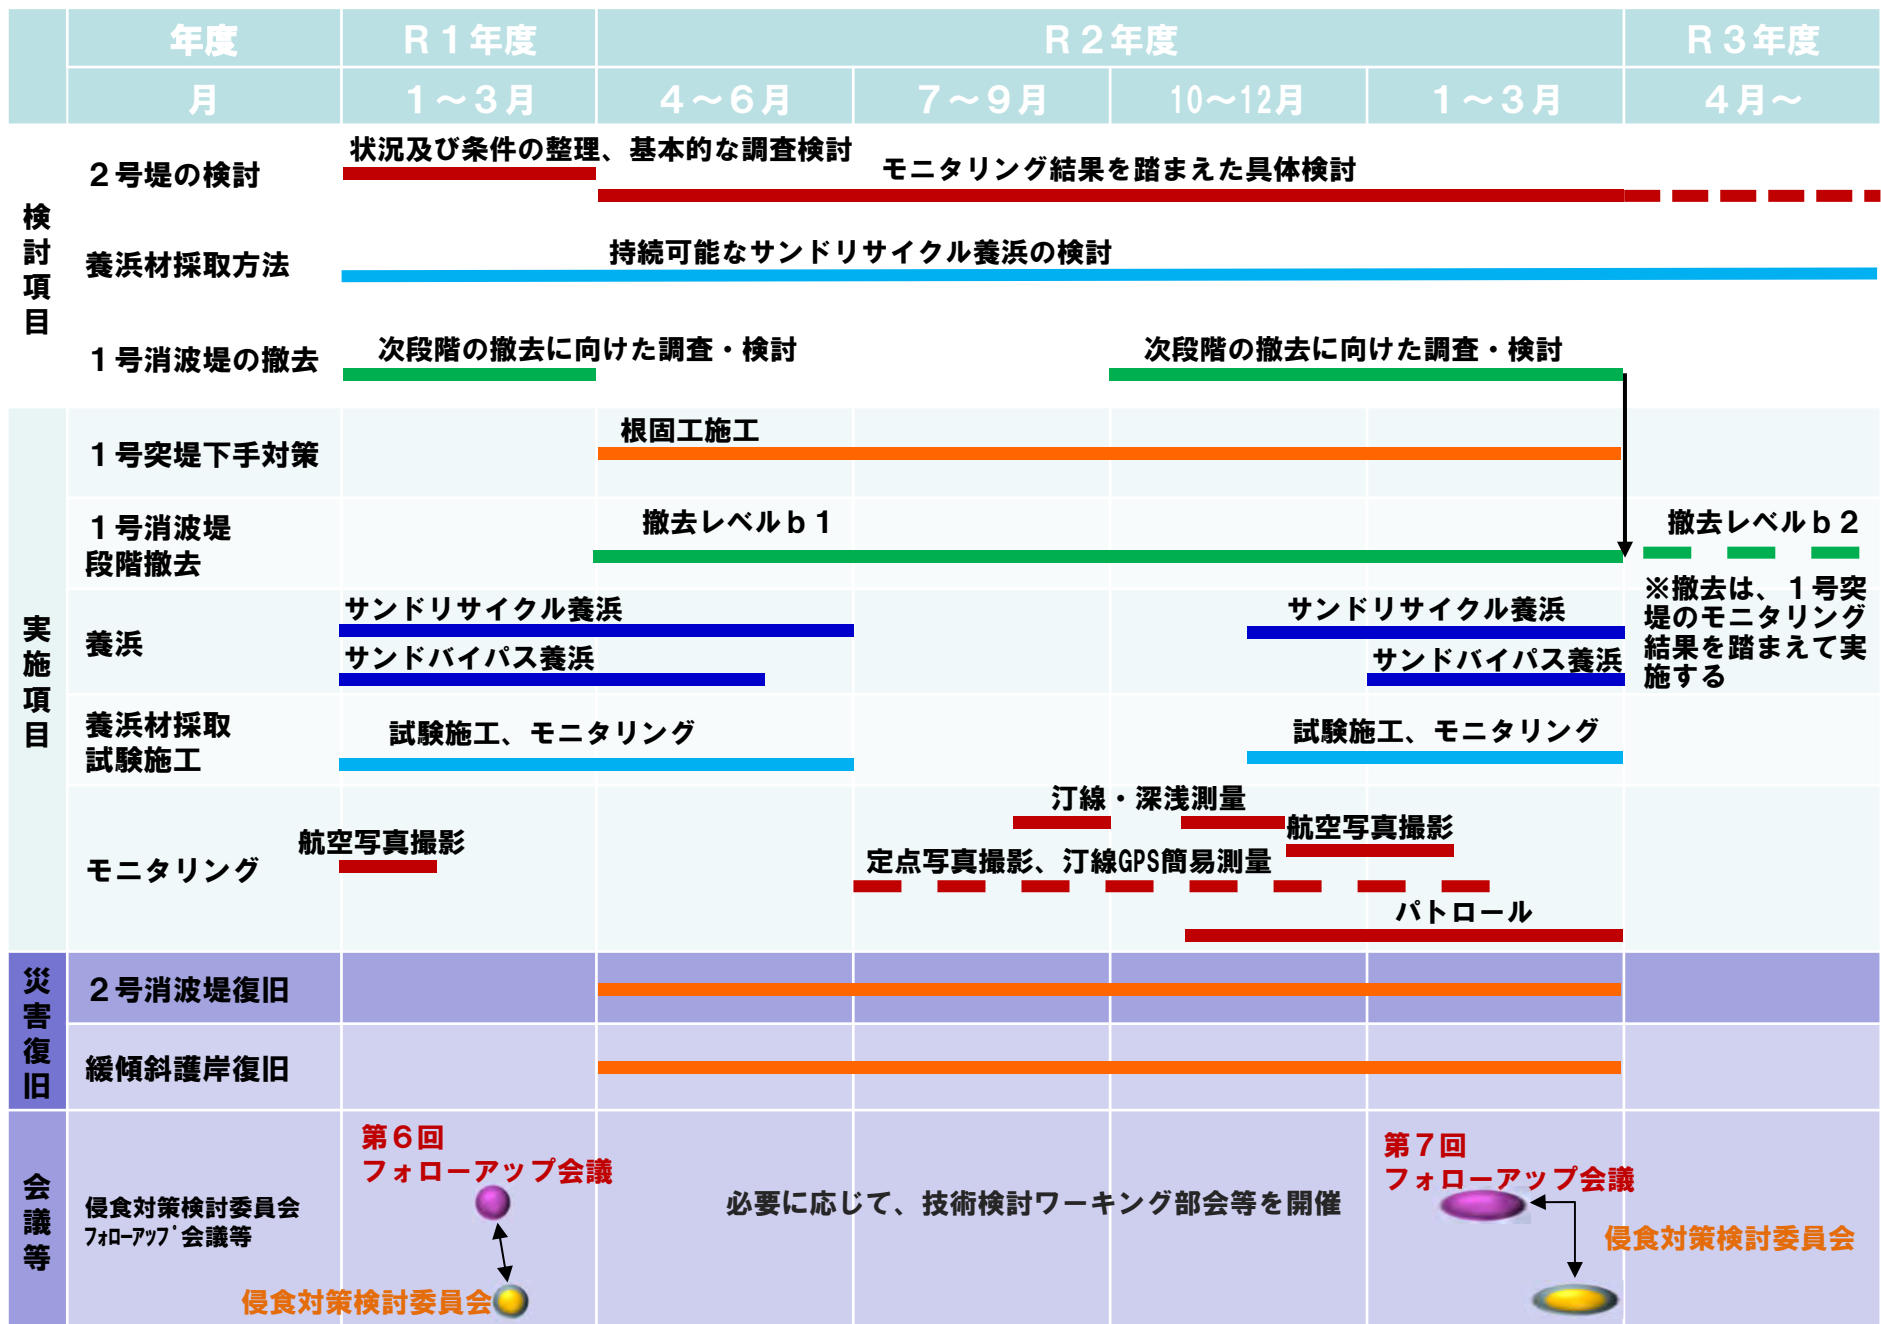 年度
R1年度
R2年度
R3年度
月
1～3月
4～6月
7～9月
10～12月
1～3月
4月～
検討項目
2号堤の検討
状況及び条件の整理、基本的な調査検討
モニタリング結果を踏まえた具体検討
養浜材採取方法
持続可能なサンドリサイクル養浜の検討
1号消波堤の撤去
次段階の撤去に向けた調査・検討
次段階の撤去に向けた調査・検討
実施項目
1号突堤下手対策
根固工施工
1号消波堤
段階撤去
撤去レベルb1
撤去レベルb2
※撤去は、1号突
堤のモニタリング
結果を踏まえて実
施する
養浜
サンドリサイクル養浜
サンドバイパス養浜
サンドリサイクル養浜
サンドバイパス養浜
養浜材採取
試験施工
試験施工、モニタリング
試験施工、モニタリング
モニタリング
航空写真撮影
汀線・深浅測量
航空写真撮影
定点写真撮影、汀線GPS簡易測量
パトロール
災害復旧
2号消波堤復旧
緩傾斜護岸復旧
会議等
侵食対策検討委員会
ﾌｫﾛｰｱｯﾌﾟ会議等
第6回
フォローアップ会議
侵食対策検討委員会
必要に応じて、技術検討ワーキング部会等を開催
第7回
フォローアップ会議
侵食対策検討委員会